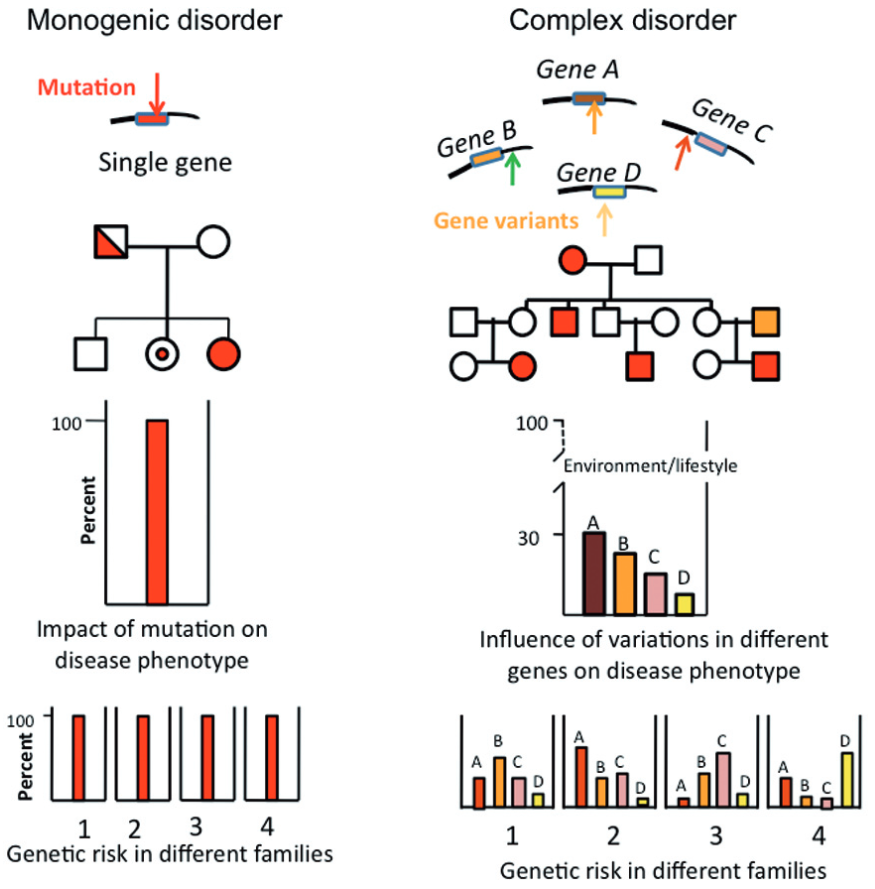 Monogenic disorder
Mutation
Single gene
100
Percent
Impact of mutation on
disease phenotype
100
Percent
1 2 3 4
Genetic risk in different families
Complex disorder
Gene A
Gene B
Gene C
Gene D
Gene variants
100
Environment/lifestyle
30
A
B
C
D
Influence of variations in different
genes on disease phenotype
A B C D
A B C D
A B C D
A B C D
1 2 3 4
Genetic risk in different families